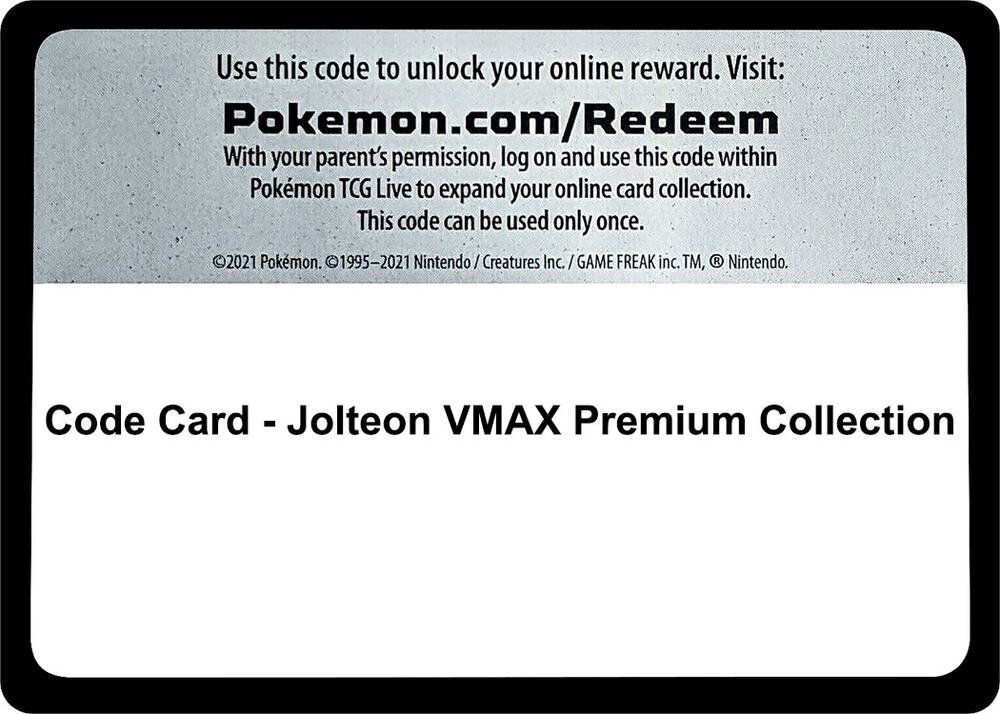 Use this code to unlock your online reward. Visit:
Pokemon.com/Redeem
With your parent's permission, log on and use this code within
Pokémon TCG Live to expand your online card collection.
This code can be used only once.
©2021 Pokémon. ©1995–2021 Nintendo / Creatures Inc. / GAME FREAK inc. TM, ® Nintendo.
Code Card - Jolteon VMAX Premium Collection